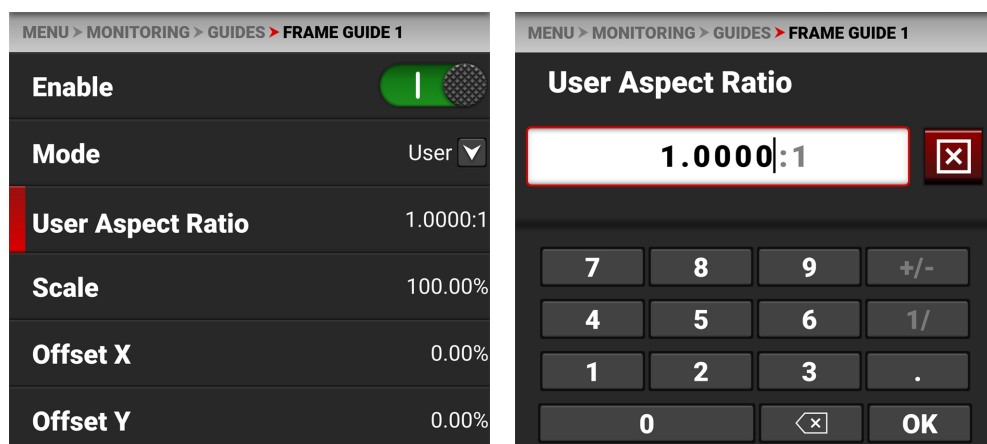 MENU > MONITORING > GUIDES > FRAME GUIDE 1
Enable
Mode User
User Aspect Ratio 1.0000:1
Scale 100.00%
Offset X 0.00%
Offset Y 0.00%
MENU > MONITORING > GUIDES > FRAME GUIDE 1
User Aspect Ratio
1.0000:1
7 8 9 +/-
4 5 6 1/
1 2 3 .
0 OK